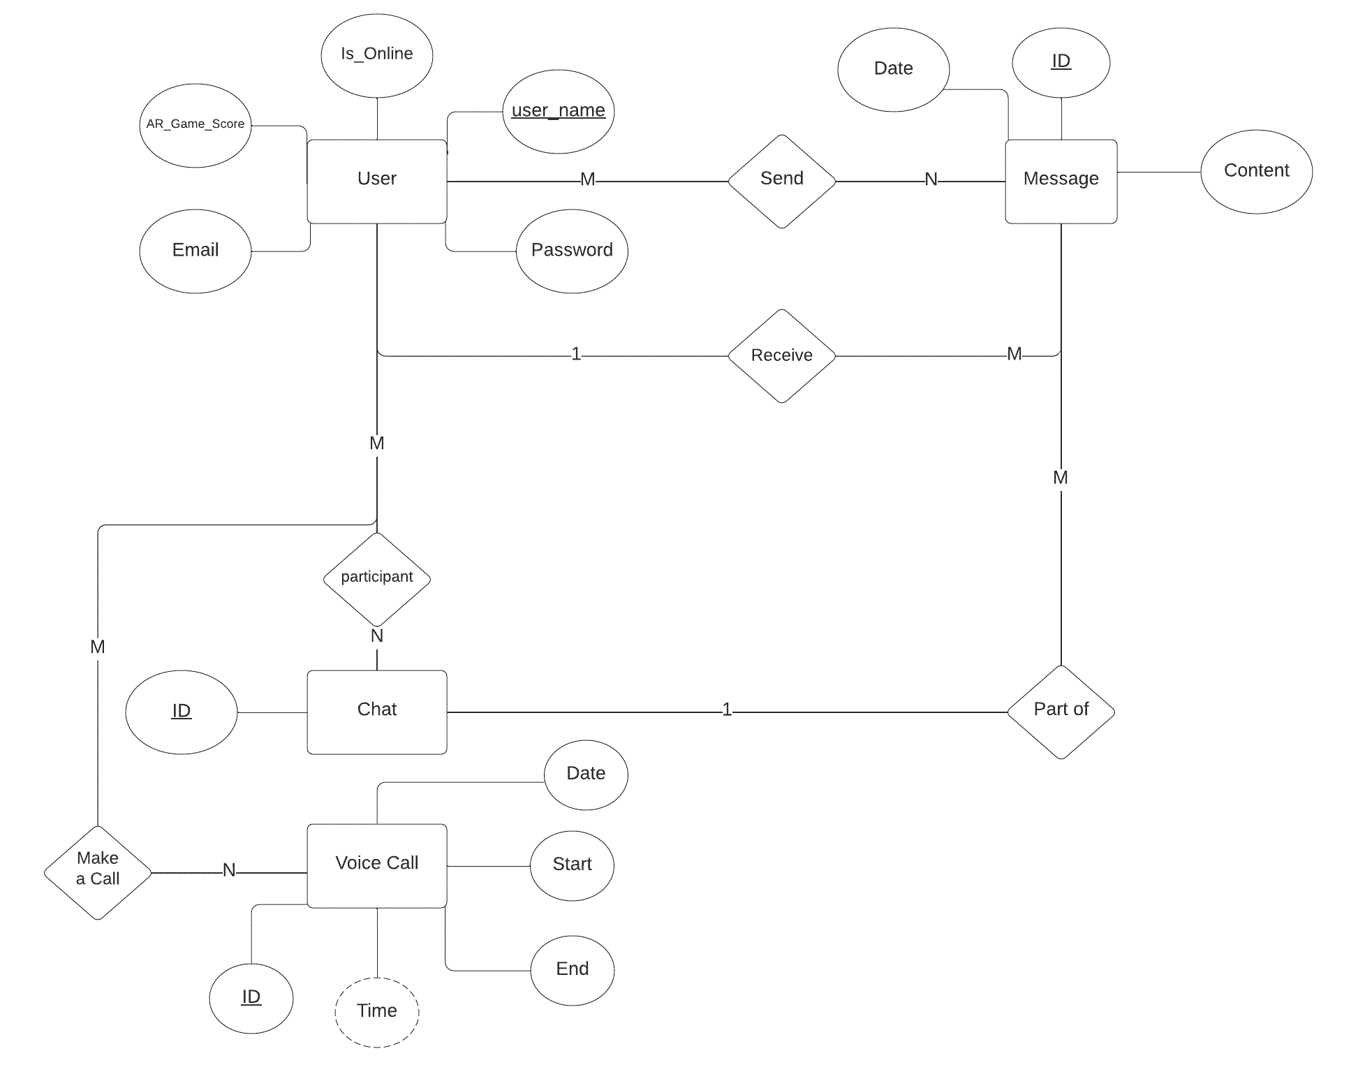 Is_Online
Date
ID
AR_Game_Score
user_name
User
M
Send
N
Message
Content
Email
Password
1
Receive
M
M
M
participant
N
M
ID
Chat
1
Part of
Date
Make
a Call
N
Voice Call
Start
End
ID
Time